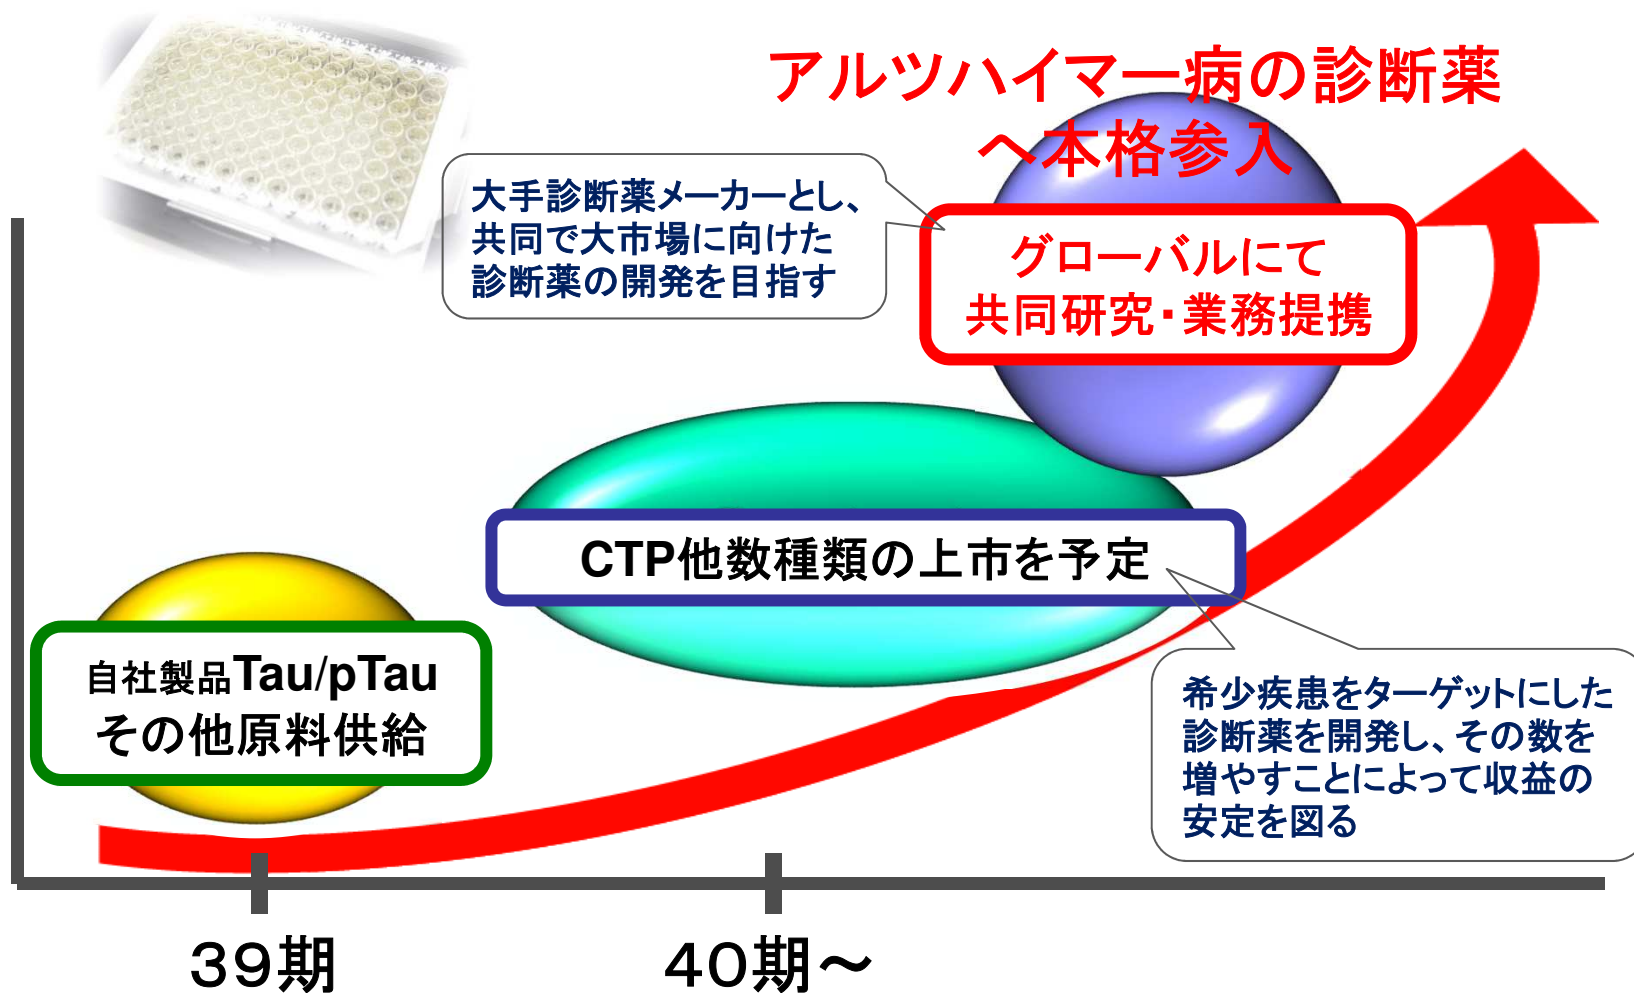 アルツハイマー病の診断薬
へ本格参入
大手診断薬メーカーとし、
共同で大市場に向けた
診断薬の開発を目指す
グローバルにて
共同研究・業務提携
CTP他数種類の上市を予定
自社製品Tau/pTau
その他原料供給
希少疾患をターゲットにした
診断薬を開発し、その数を
増やすことによって収益の
安定を図る
39期
40期～